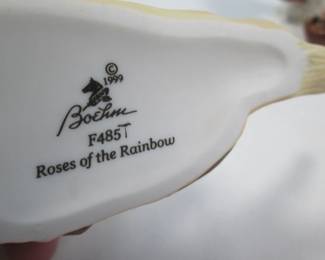 ©
1999
Boehm
F485T
Roses of the Rainbow